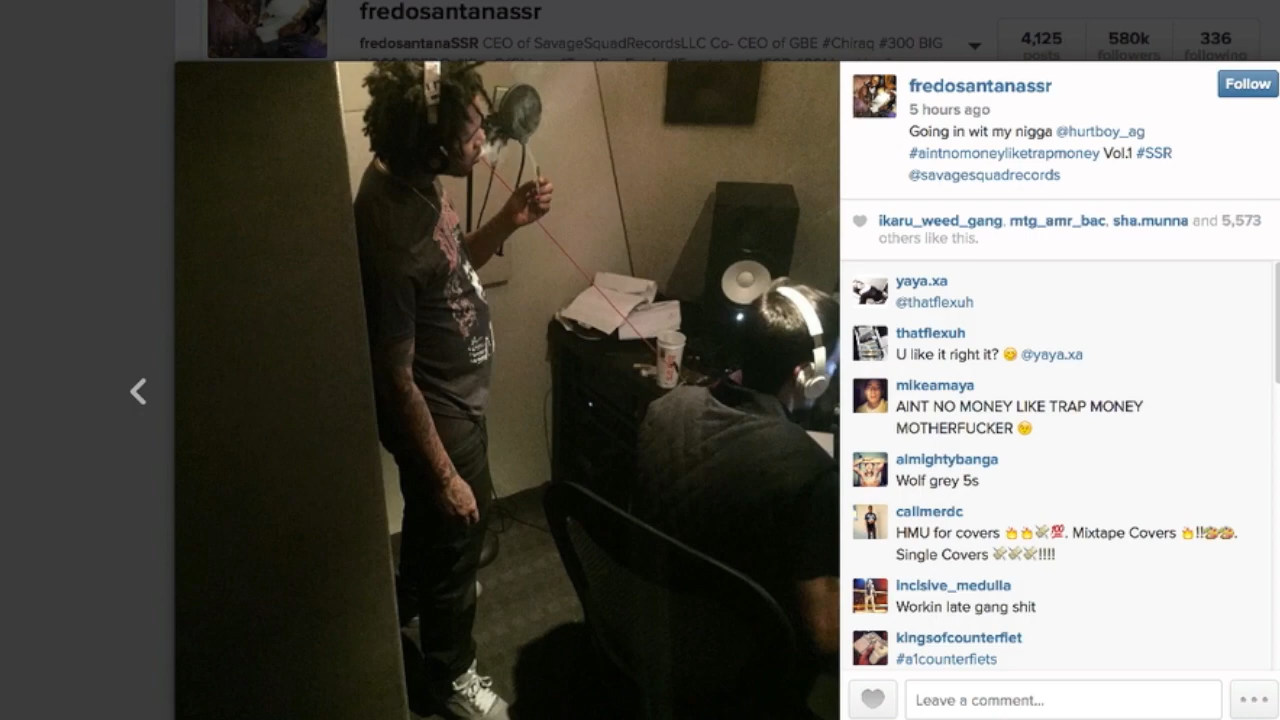 fredosantanassr
fredosantanaSSR CEO of SavageSquadRecordsLLC Co- CEO of GBE #Chiraq #300 BIG
4,125 580k 336
posts followers following
fredosantanassr
Follow
5 hours ago
Going in wit my nigga @hurtboy_ag
#aintnomoneyliketrapmoney Vol.1 #SSR
@savagesquadrecords
ikaru_weed_gang, mtg_amr_bac, sha.munna and 5,573
others like this.
yaya.xa
@thatflexuh
thatflexuh
U like it right it? 😊 @yaya.xa
mikeamaya
AINT NO MONEY LIKE TRAP MONEY
MOTHERFUCKER 😏
almightybanga
Wolf grey 5s
callmerdc
HMU for covers 👏👏💸💯. Mixtape Covers 👏!!🎨🎨.
Single Covers 💸💸💸!!!!
incisive_medulla
Workin late gang shit
kingsofcounterfiet
#a1counterfiets
Leave a comment...